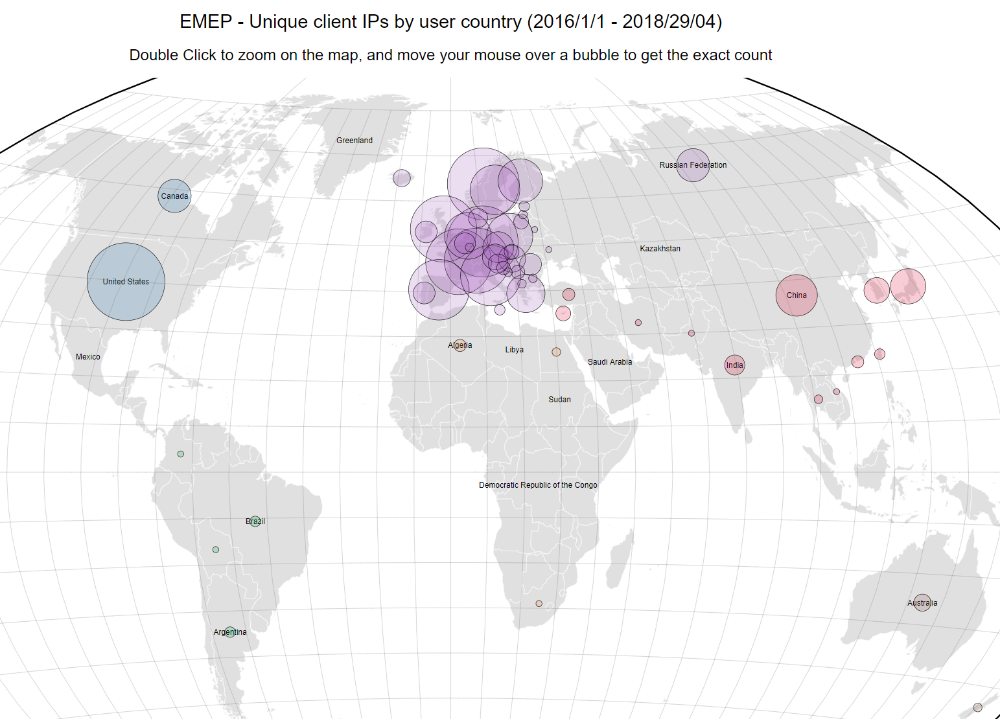 EMEP - Unique client IPs by user country (2016/1/1 - 2018/29/04)
Double Click to zoom on the map, and move your mouse over a bubble to get the exact count
Greenland
Russian Federation
Canada
Kazakhstan
United States
China
Mexico
Algeria
Libya
Saudi Arabia
India
Sudan
Democratic Republic of the Congo
Brazil
Australia
Argentina